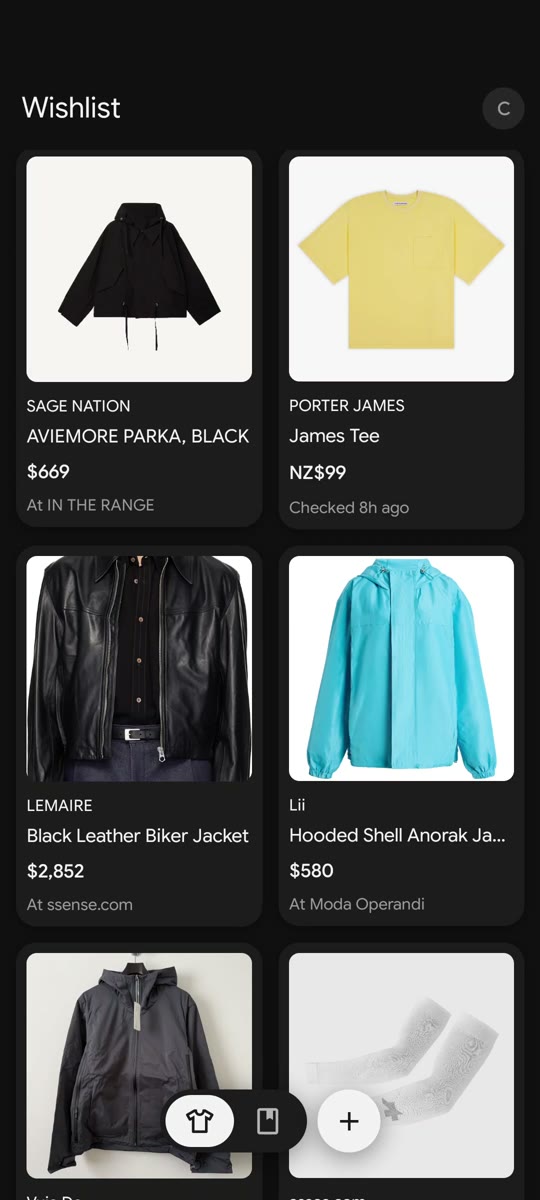 Wishlist
C
SAGE NATION
AVIEMORE PARKA, BLACK
$669
At IN THE RANGE
PORTER JAMES
James Tee
NZ$99
Checked 8h ago
LEMAIRE
Black Leather Biker Jacket
$2,852
At ssense.com
Lii
Hooded Shell Anorak Ja...
$580
At Moda Operandi